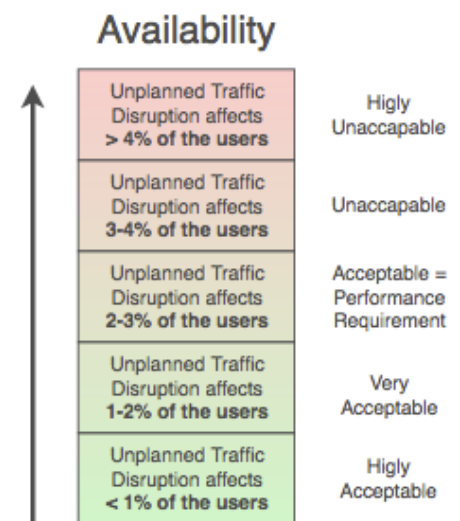 Availability
Unplanned Traffic
Disruption affects
> 4% of the users
Higly
Unaccapable
Unplanned Traffic
Disruption affects
3-4% of the users
Unaccapable
Unplanned Traffic
Disruption affects
2-3% of the users
Acceptable =
Performance
Requirement
Unplanned Traffic
Disruption affects
1-2% of the users
Very
Acceptable
Unplanned Traffic
Disruption affects
< 1% of the users
Higly
Acceptable